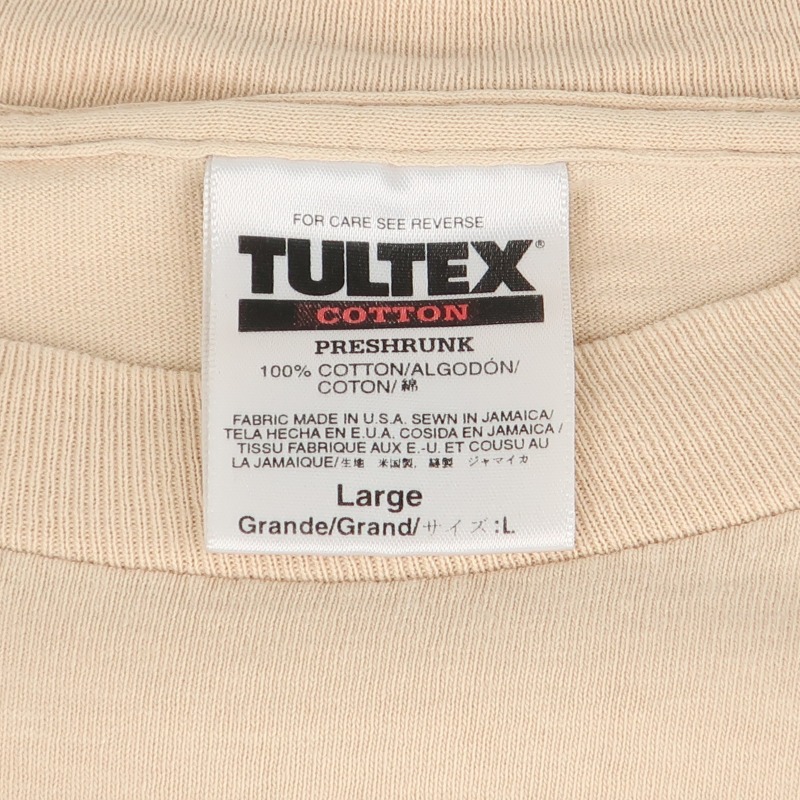 FOR CARE SEE REVERSE
TULTEX®
COTTON
PRESHRUNK
100% COTTON/ALGODÓN/
COTON/綿
FABRIC MADE IN U.S.A. SEWN IN JAMAICA/
TELA HECHA EN E.U.A. COSIDA EN JAMAICA /
TISSU FABRIQUE AUX E.-U. ET COUSU AU
LA JAMAIQUE/生地 米国製, 縫製 ジャマイカ
Large
Grande/Grand/サイズ :L